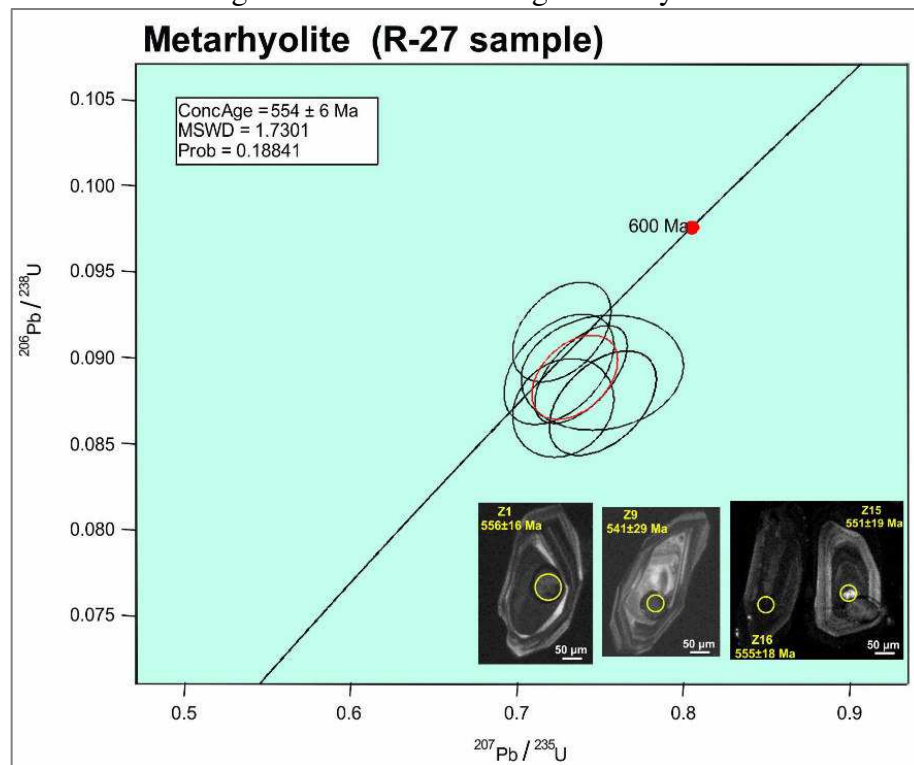 Metarhyolite (R-27 sample)
ConcAge = 554 ± 6 Ma
MSWD = 1.7301
Prob = 0.18841
0.105
0.100
0.095
0.090
0.085
0.080
0.075
²⁰⁶Pb / ²³⁸U
600 Ma
Z1
556±16 Ma
50 µm
Z9
541±29 Ma
50 µm
Z15
551±19 Ma
Z16
555±18 Ma
50 µm
0.5 0.6 0.7 0.8 0.9
²⁰⁷Pb / ²³⁵U